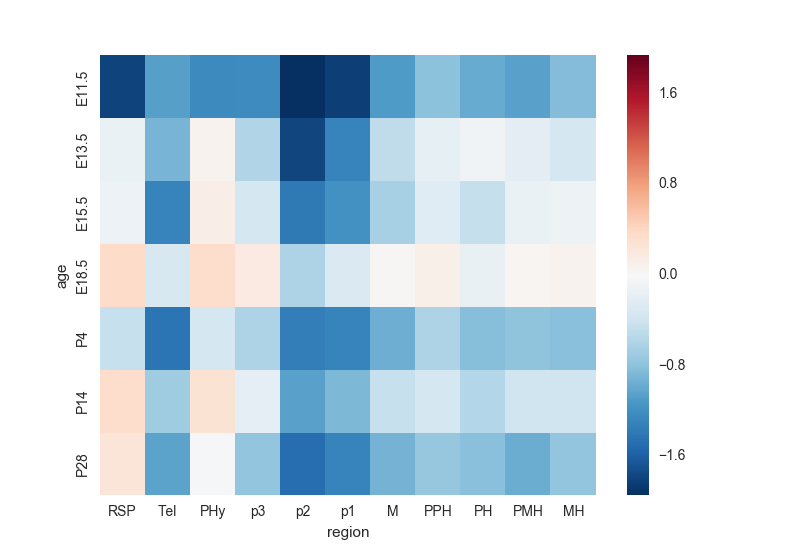 age
E11.5
E13.5
E15.5
E18.5
P4
P14
P28
RSP Tel PHy p3 p2 p1 M PPH PH PMH MH
region
1.6
0.8
0.0
−0.8
−1.6